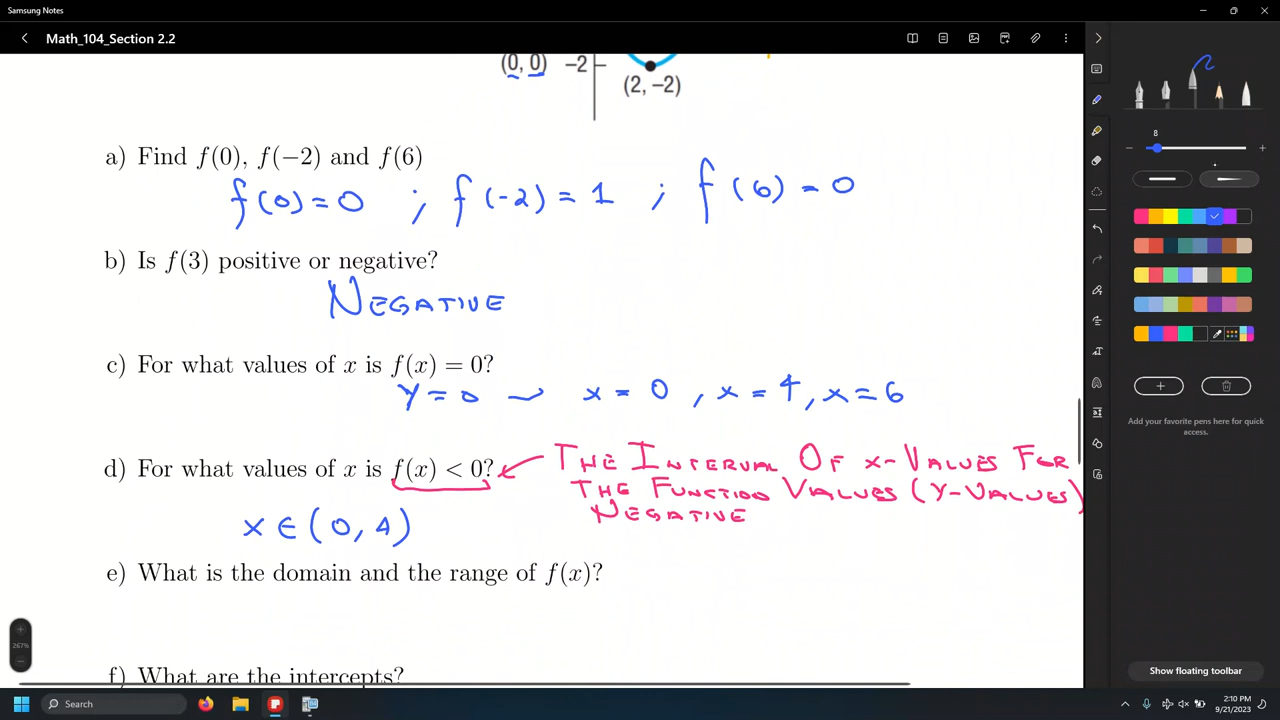 Samsung Notes
Math_104_Section 2.2
(0, 0) −2
(2, −2)
a) Find f(0), f(−2) and f(6)
f(0) = 0 ; f(-2) = 1 ; f(6) = 0
b) Is f(3) positive or negative?
NEGATIVE
c) For what values of x is f(x) = 0?
Y = 0 → x = 0, x = 4, x = 6
d) For what values of x is f(x) < 0?
THE INTERVAL OF x-VALUES FOR
THE FUNCTION VALUES (Y-VALUES)
NEGATIVE
x ∈ (0, 4)
e) What is the domain and the range of f(x)?
f) What are the intercepts?
8
Add your favorite pens here for quick
access.
Show floating toolbar
267%
Search
2:10 PM
9/21/2023